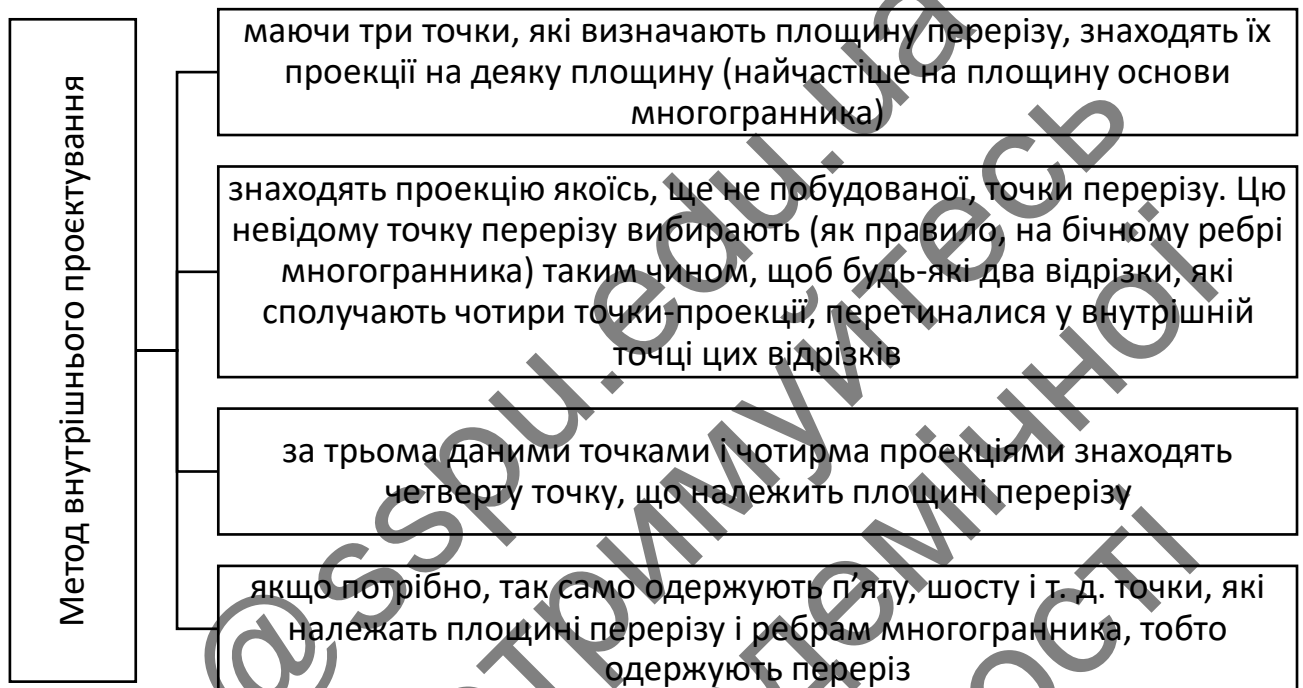 Метод внутрішнього проєктування
маючи три точки, які визначають площину перерізу, знаходять їх
проекції на деяку площину (найчастіше на площину основи
многогранника)
знаходять проекцію якоїсь, ще не побудованої, точки перерізу. Цю
невідому точку перерізу вибирають (як правило, на бічному ребрі
многогранника) таким чином, щоб будь-які два відрізки, які
сполучають чотири точки-проекції, перетиналися у внутрішній
точці цих відрізків
за трьома даними точками і чотирма проекціями знаходять
четверту точку, що належить площині перерізу
якщо потрібно, так само одержують п’яту, шосту і т. д. точки, які
належать площині перерізу і ребрам многогранника, тобто
одержують переріз
@sspu.edu.ua